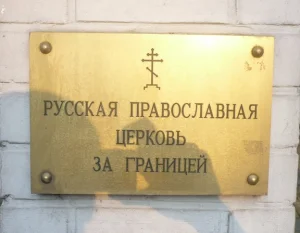 РУССКАЯ ПРАВОСЛАВНАЯ
ЦЕРКОВЬ
ЗА ГРАНИЦЕЙ